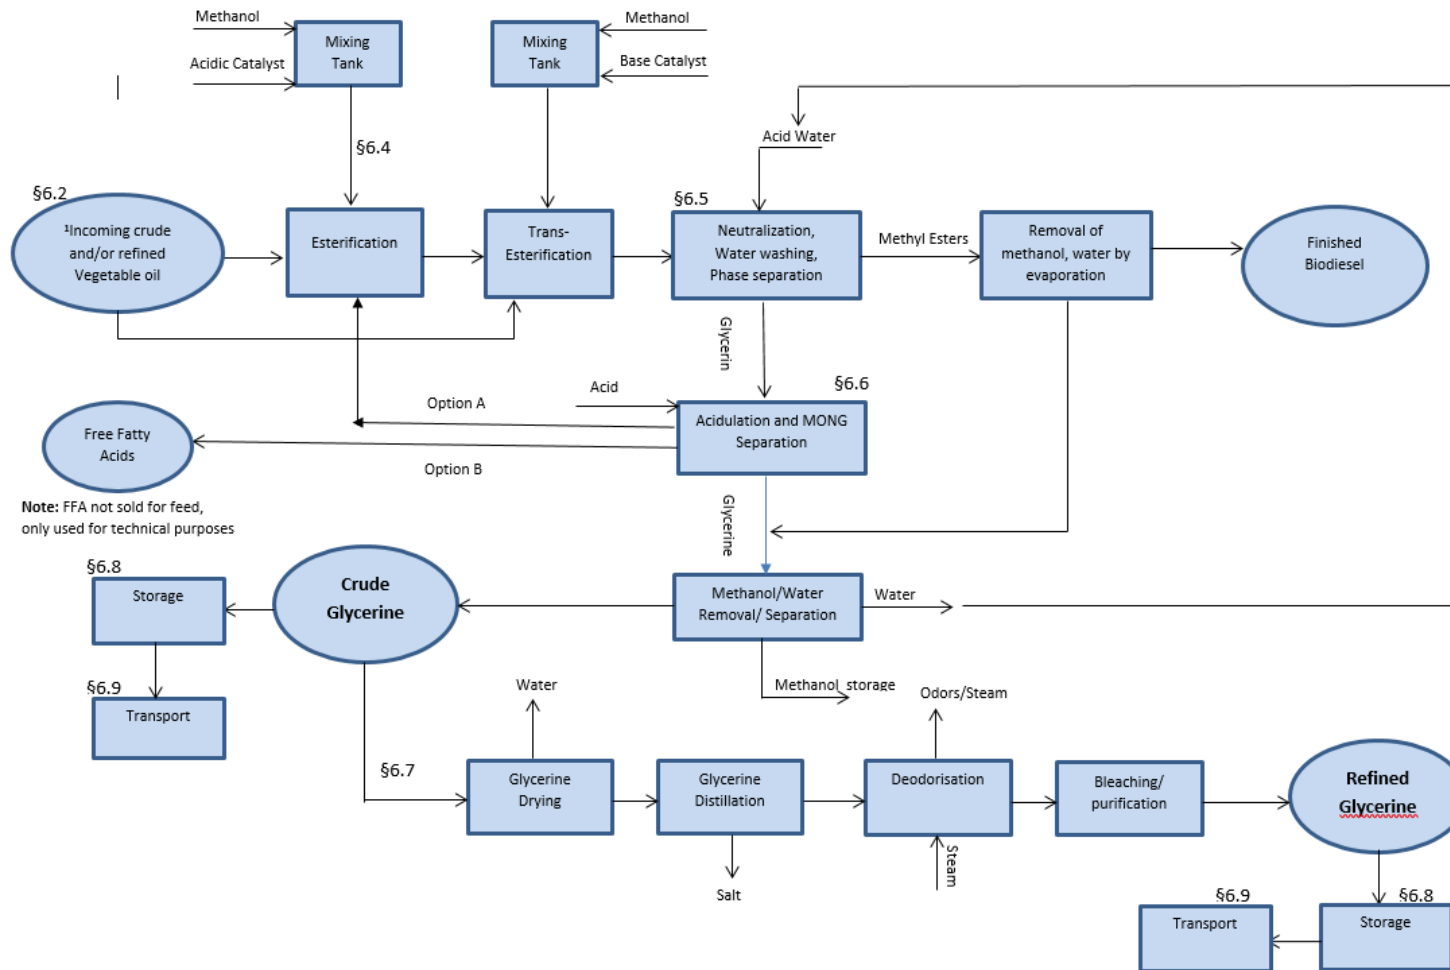 Methanol
Acidic Catalyst
Mixing
Tank
Mixing
Tank
Methanol
Base Catalyst
Acid Water
§6.4
§6.2
¹Incoming crude
and/or refined
Vegetable oil
Esterification
Trans-
Esterification
§6.5
Neutralization,
Water washing,
Phase separation
Methyl Esters
Removal of
methanol, water by
evaporation
Finished
Biodiesel
Glycerin
§6.6
Acid
Option A
Acidulation and MONG
Separation
Free Fatty
Acids
Option B
Note: FFA not sold for feed,
only used for technical purposes
Glycerine
§6.8
Storage
Crude
Glycerine
Methanol/Water
Removal/ Separation
Water
§6.9
Transport
Methanol storage
Water
Odors/Steam
§6.7
Glycerine
Drying
Glycerine
Distillation
Deodorisation
Bleaching/
purification
Refined
Glycerine
Salt
Steam
§6.9
§6.8
Transport
Storage